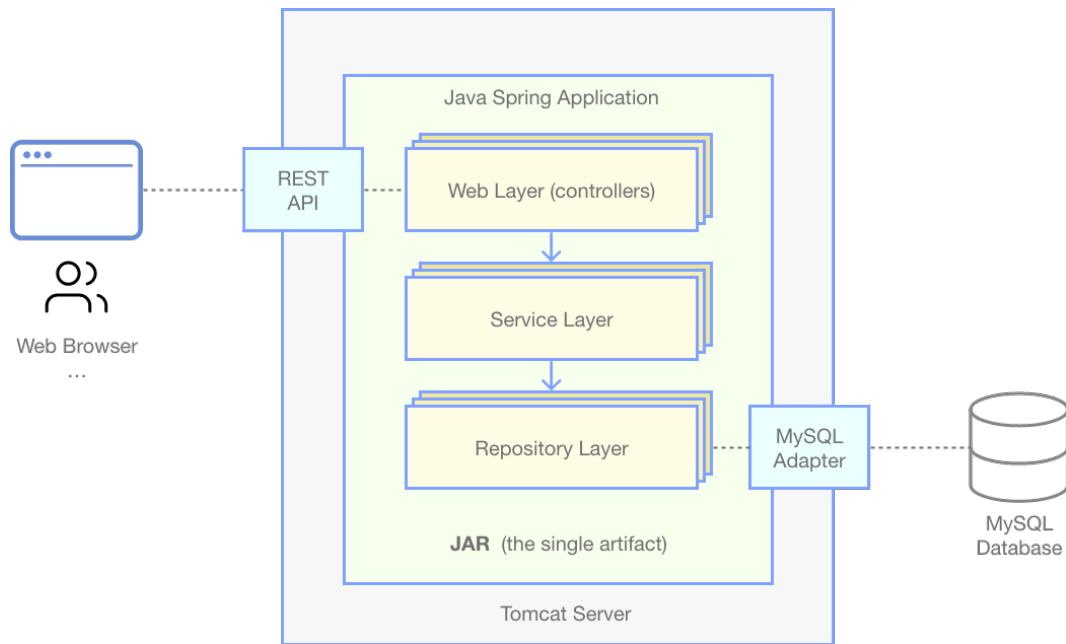 Java Spring Application
REST
API
Web Layer (controllers)
Service Layer
Web Browser
...
Repository Layer
MySQL
Adapter
MySQL
Database
JAR (the single artifact)
Tomcat Server